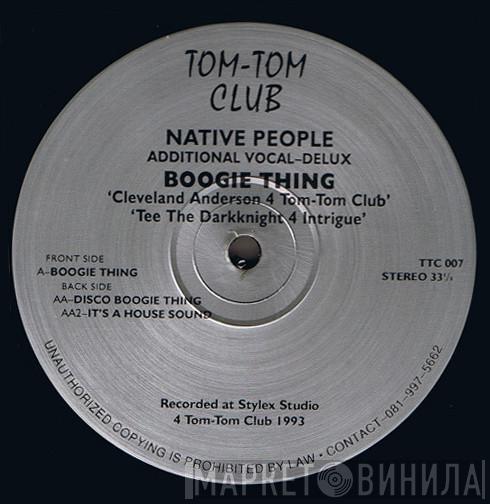 TOM-TOM
CLUB
NATIVE PEOPLE
ADDITIONAL VOCAL-DELUX
BOOGIE THING
'Cleveland Anderson 4 Tom-Tom Club'
'Tee The Darkknight 4 Intrigue'
FRONT SIDE
A-BOOGIE THING
BACK SIDE
AA-DISCO BOOGIE THING
AA2-IT'S A HOUSE SOUND
TTC 007
STEREO 33⅓
Recorded at Stylex Studio
4 Tom-Tom Club 1993
UNAUTHORIZED COPYING IS PROHIBITED BY LAW • CONTACT-081-997-5662
МАРКЕТ ВИНИЛА